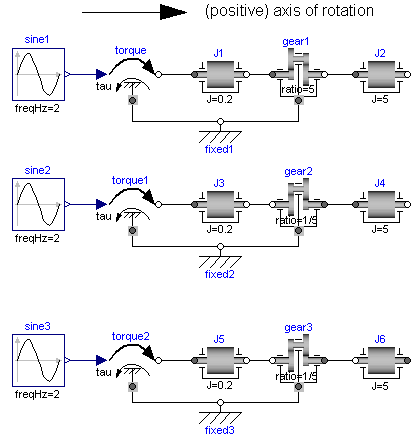 (positive) axis of rotation
sine1
torque
J1
gear1
J2
tau
freqHz=2
J=0.2
ratio=5
J=5
fixed1
sine2
torque1
J3
gear2
J4
tau
freqHz=2
J=0.2
ratio=1/5
J=5
fixed2
sine3
torque2
J5
gear3
J6
tau
freqHz=2
J=0.2
ratio=1/5
J=5
fixed3